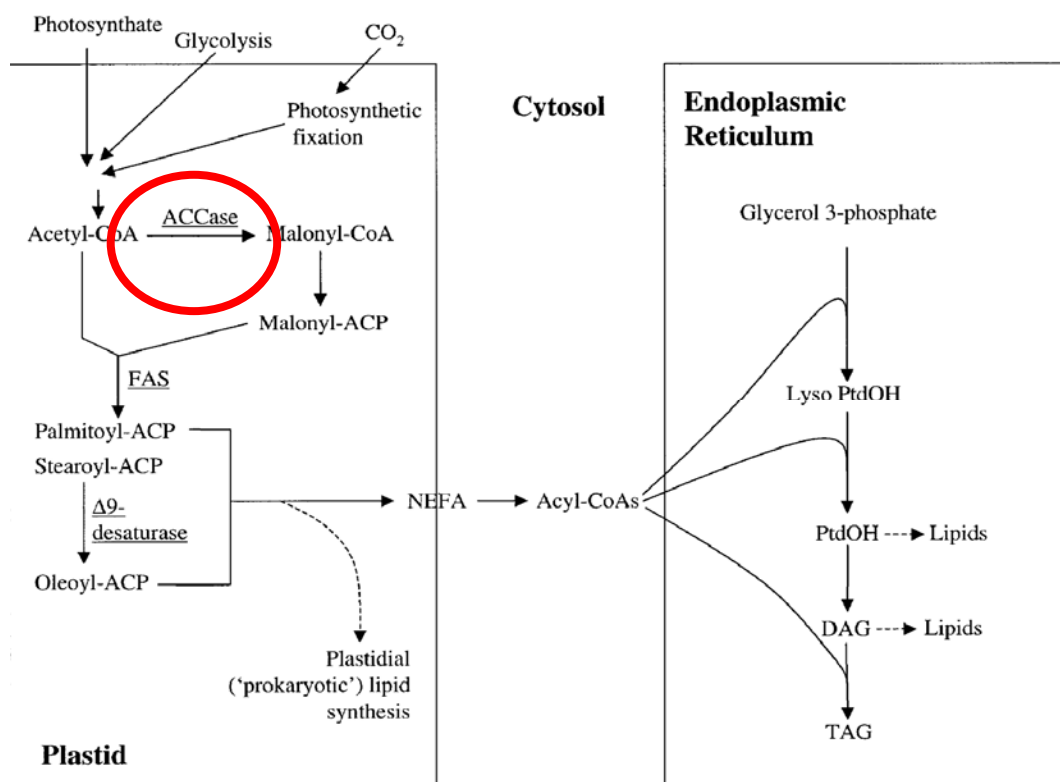 Photosynthate
Glycolysis
CO2
Photosynthetic
fixation
Cytosol
Endoplasmic
Reticulum
Acetyl-CoA
ACCase
Malonyl-CoA
Glycerol 3-phosphate
Malonyl-ACP
FAS
Lyso PtdOH
Palmitoyl-ACP
Stearoyl-ACP
Δ9-
desaturase
Oleoyl-ACP
NEFA
Acyl-CoAs
PtdOH
Lipids
DAG
Lipids
Plastidial
('prokaryotic') lipid
synthesis
TAG
Plastid